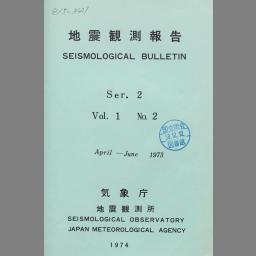 地震観測報告
SEISMOLOGICAL BULLETIN
Ser. 2
Vol. 1 No. 2
April—June 1973
気象庁
地震観測所
SEISMOLOGICAL OBSERVATORY
JAPAN METEOROLOGICAL AGENCY
1974